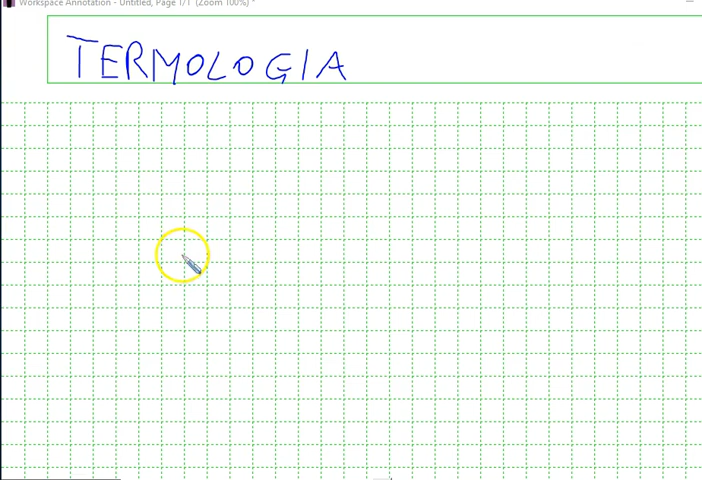 Workspace Annotation - Untitled, Page 1/1 (Zoom 100%) *
TERMOLOGIA